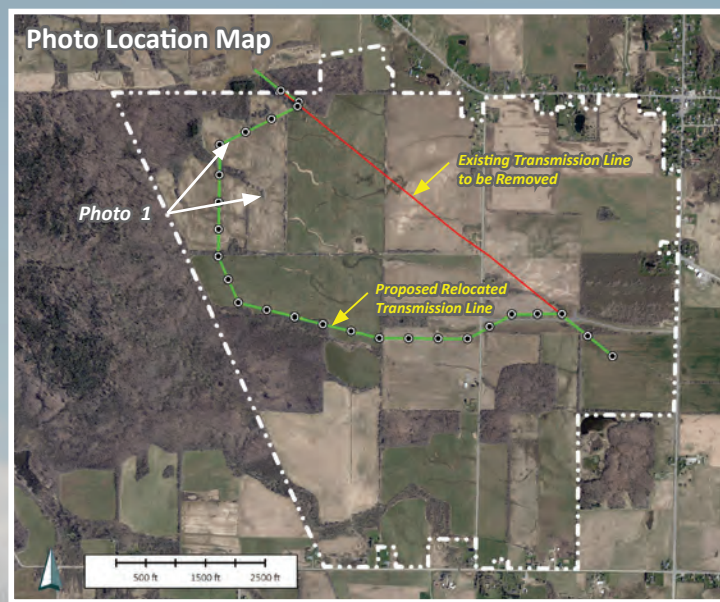 Photo Location Map
Existing Transmission Line
to be Removed
Photo 1
Proposed Relocated
Transmission Line
500 ft 1500 ft 2500 ft